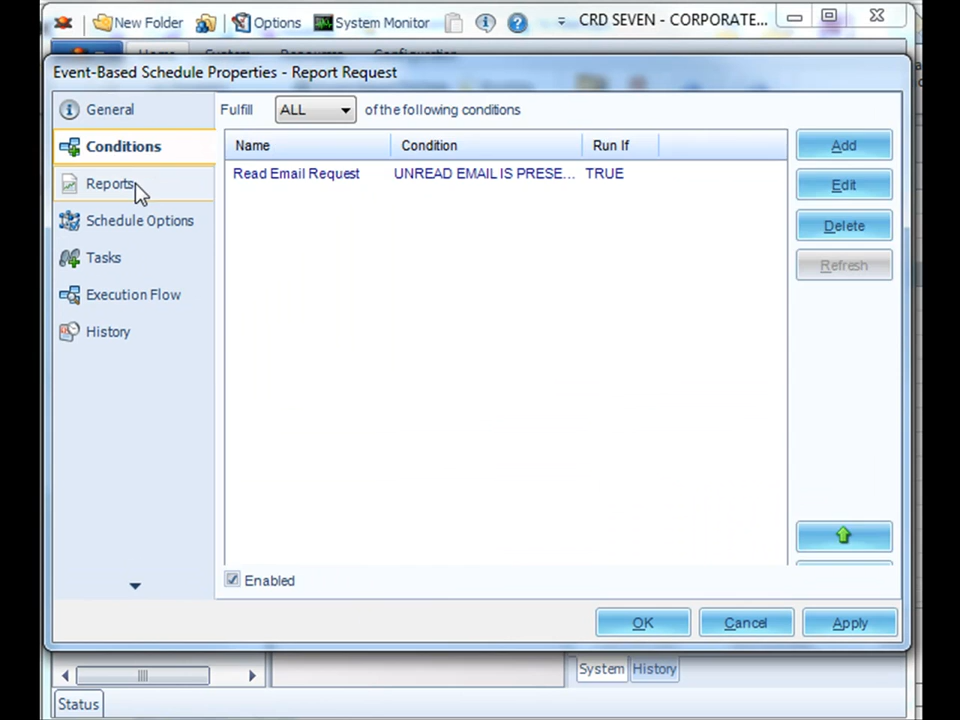 New Folder Options System Monitor CRD SEVEN - CORPORATE...
Event-Based Schedule Properties - Report Request
General
Conditions
Reports
Schedule Options
Tasks
Execution Flow
History
Fulfill ALL of the following conditions
Name Condition Run If
Read Email Request UNREAD EMAIL IS PRESE... TRUE
Add
Edit
Delete
Refresh
Enabled
OK Cancel Apply
System History
Status